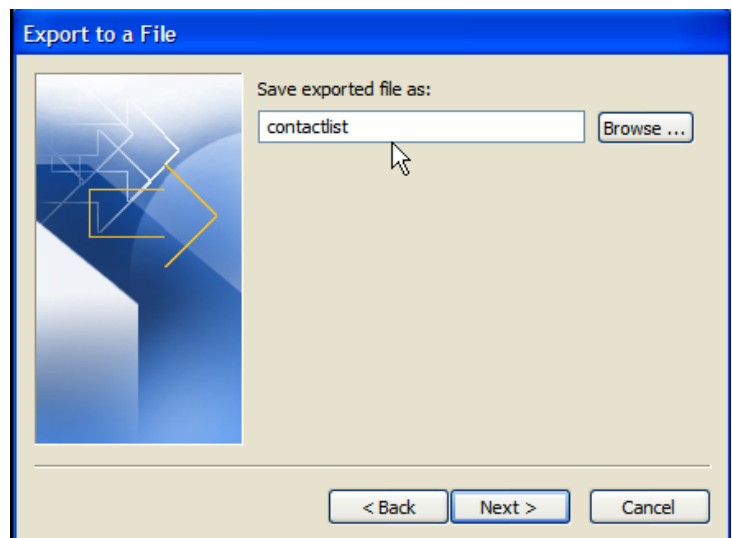 Export to a File
Save exported file as:
contactlist
Browse ...
< Back
Next >
Cancel